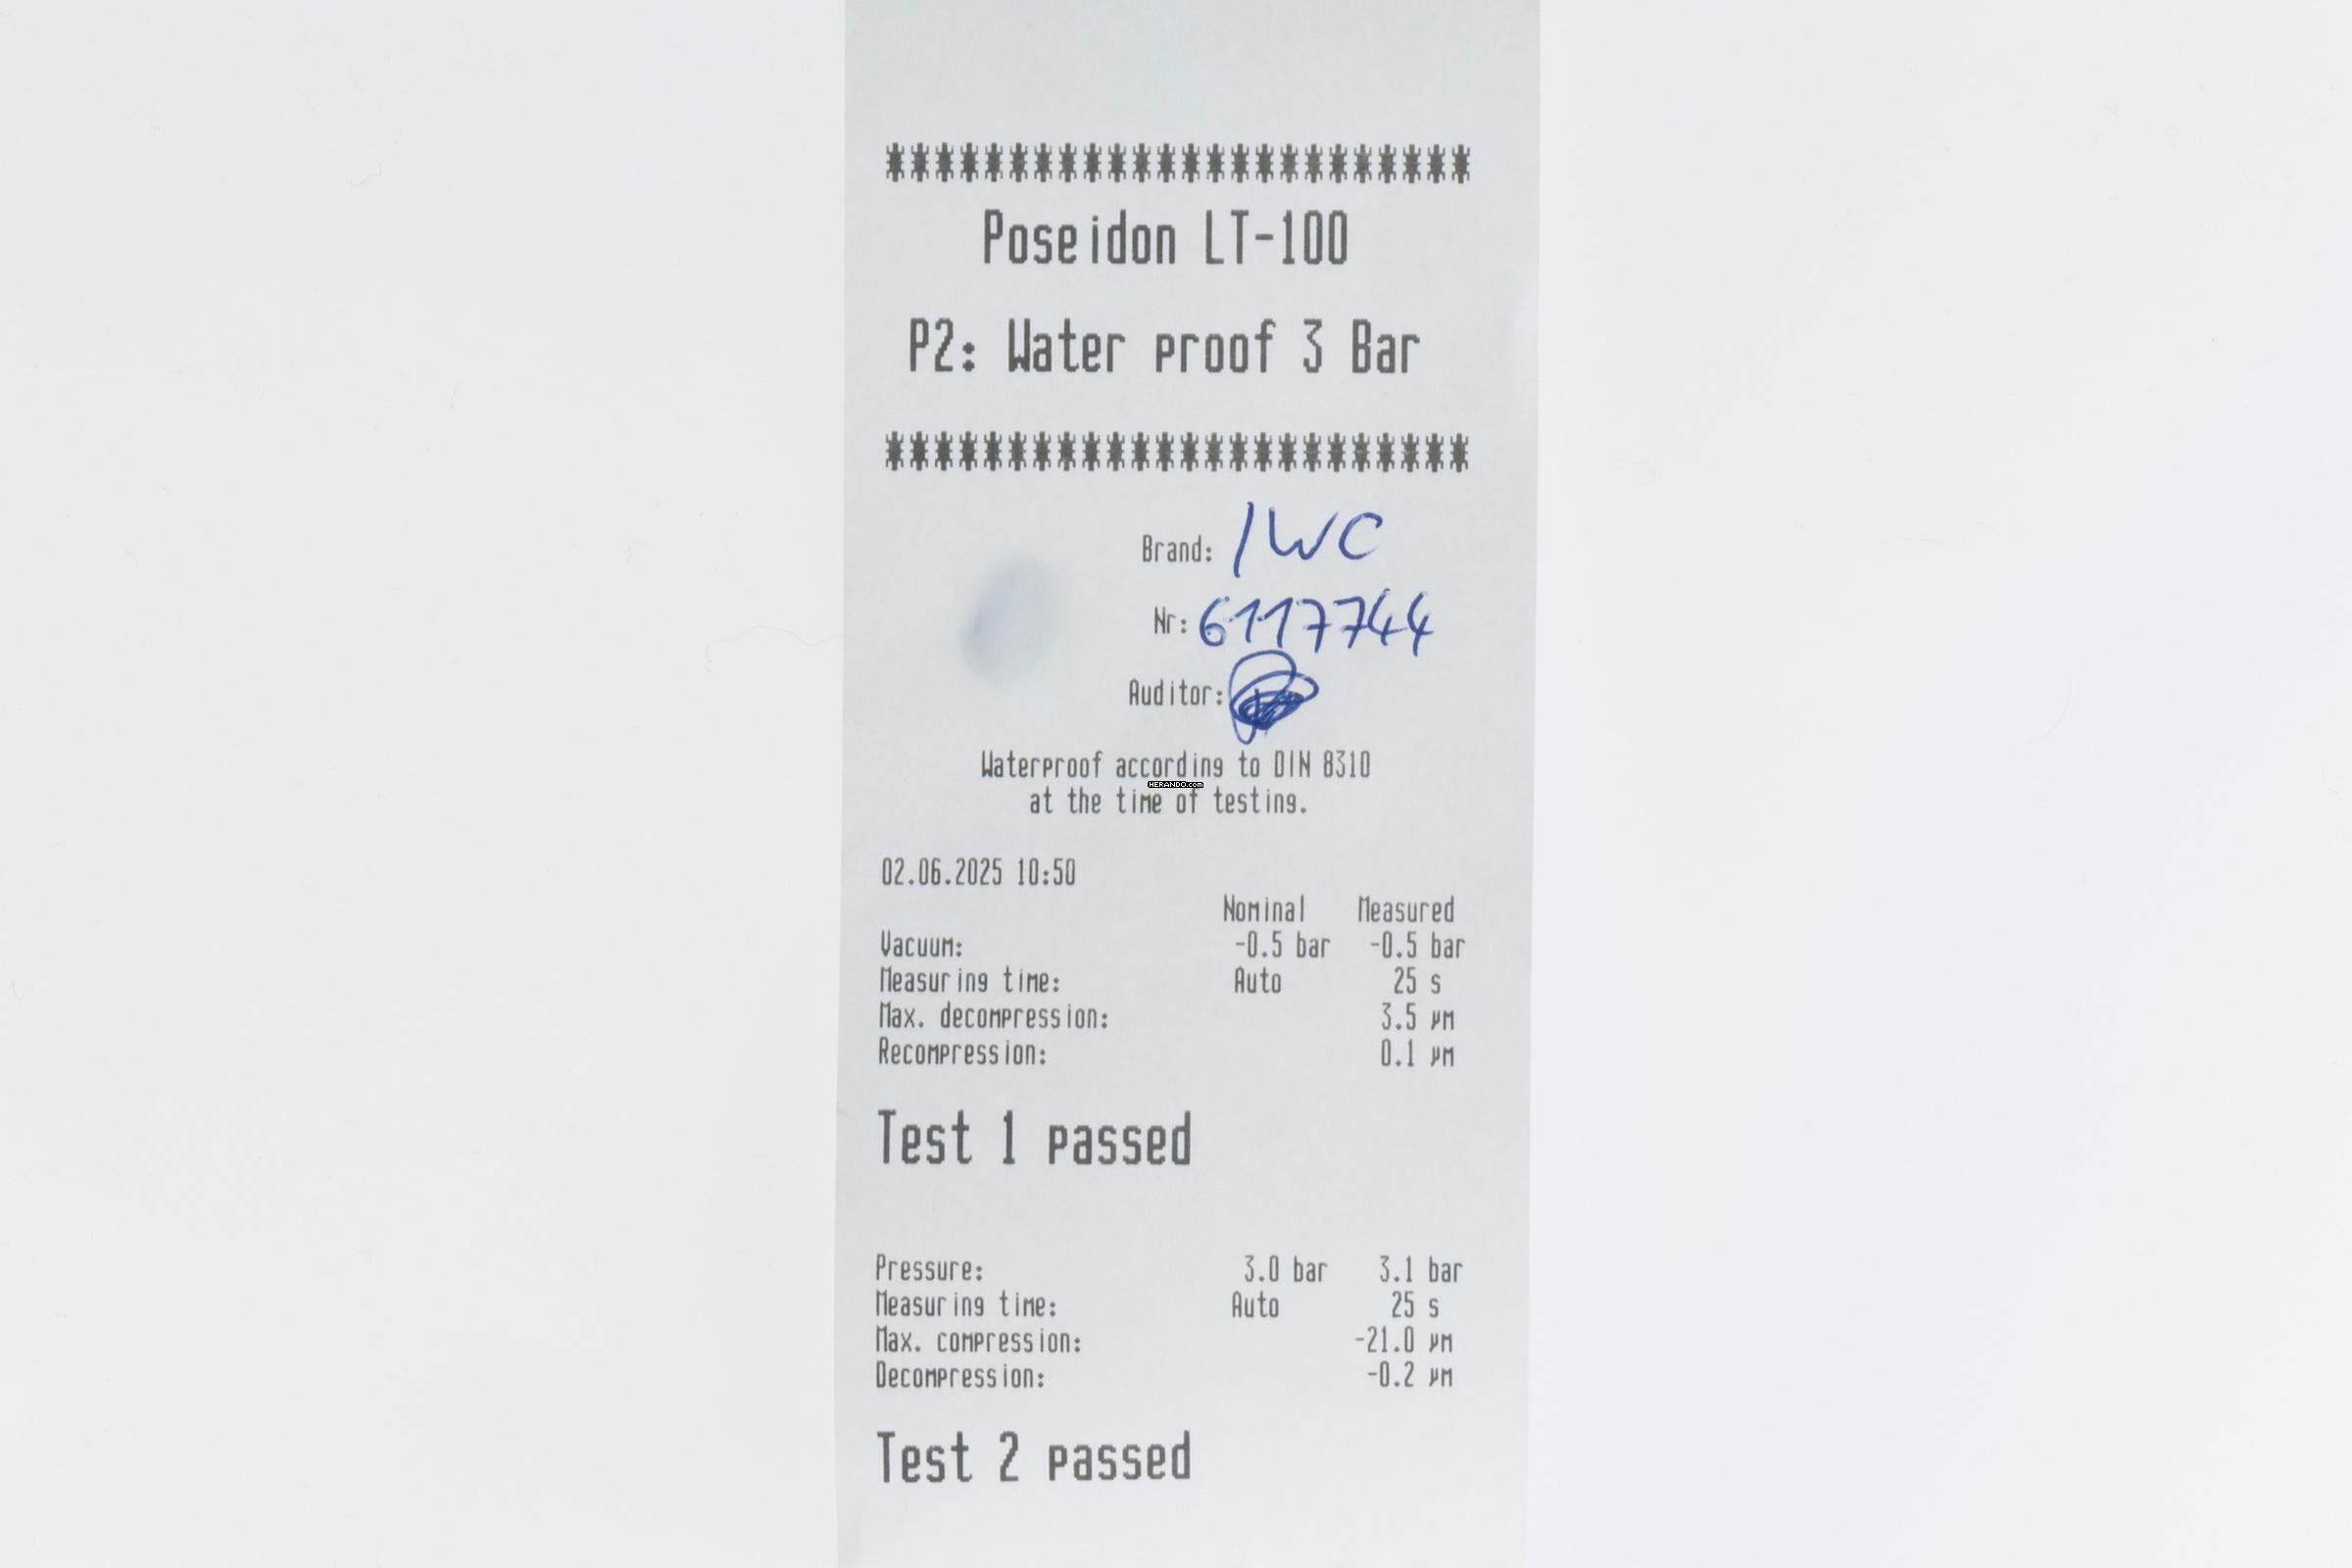 ************************
Poseidon LT-100
P2: Water proof 3 Bar
************************
Brand: IWC
Nr: 6117744
Auditor:
Waterproof according to DIN 8310
HERANDO.com
at the time of testing.
02.06.2025 10:50
Nominal Measured
Vacuum: -0.5 bar -0.5 bar
Measuring time: Auto 25 s
Max. decompression: 3.5 µm
Recompression: 0.1 µm
Test 1 passed
Pressure: 3.0 bar 3.1 bar
Measuring time: Auto 25 s
Max. compression: -21.0 µm
Decompression: -0.2 µm
Test 2 passed